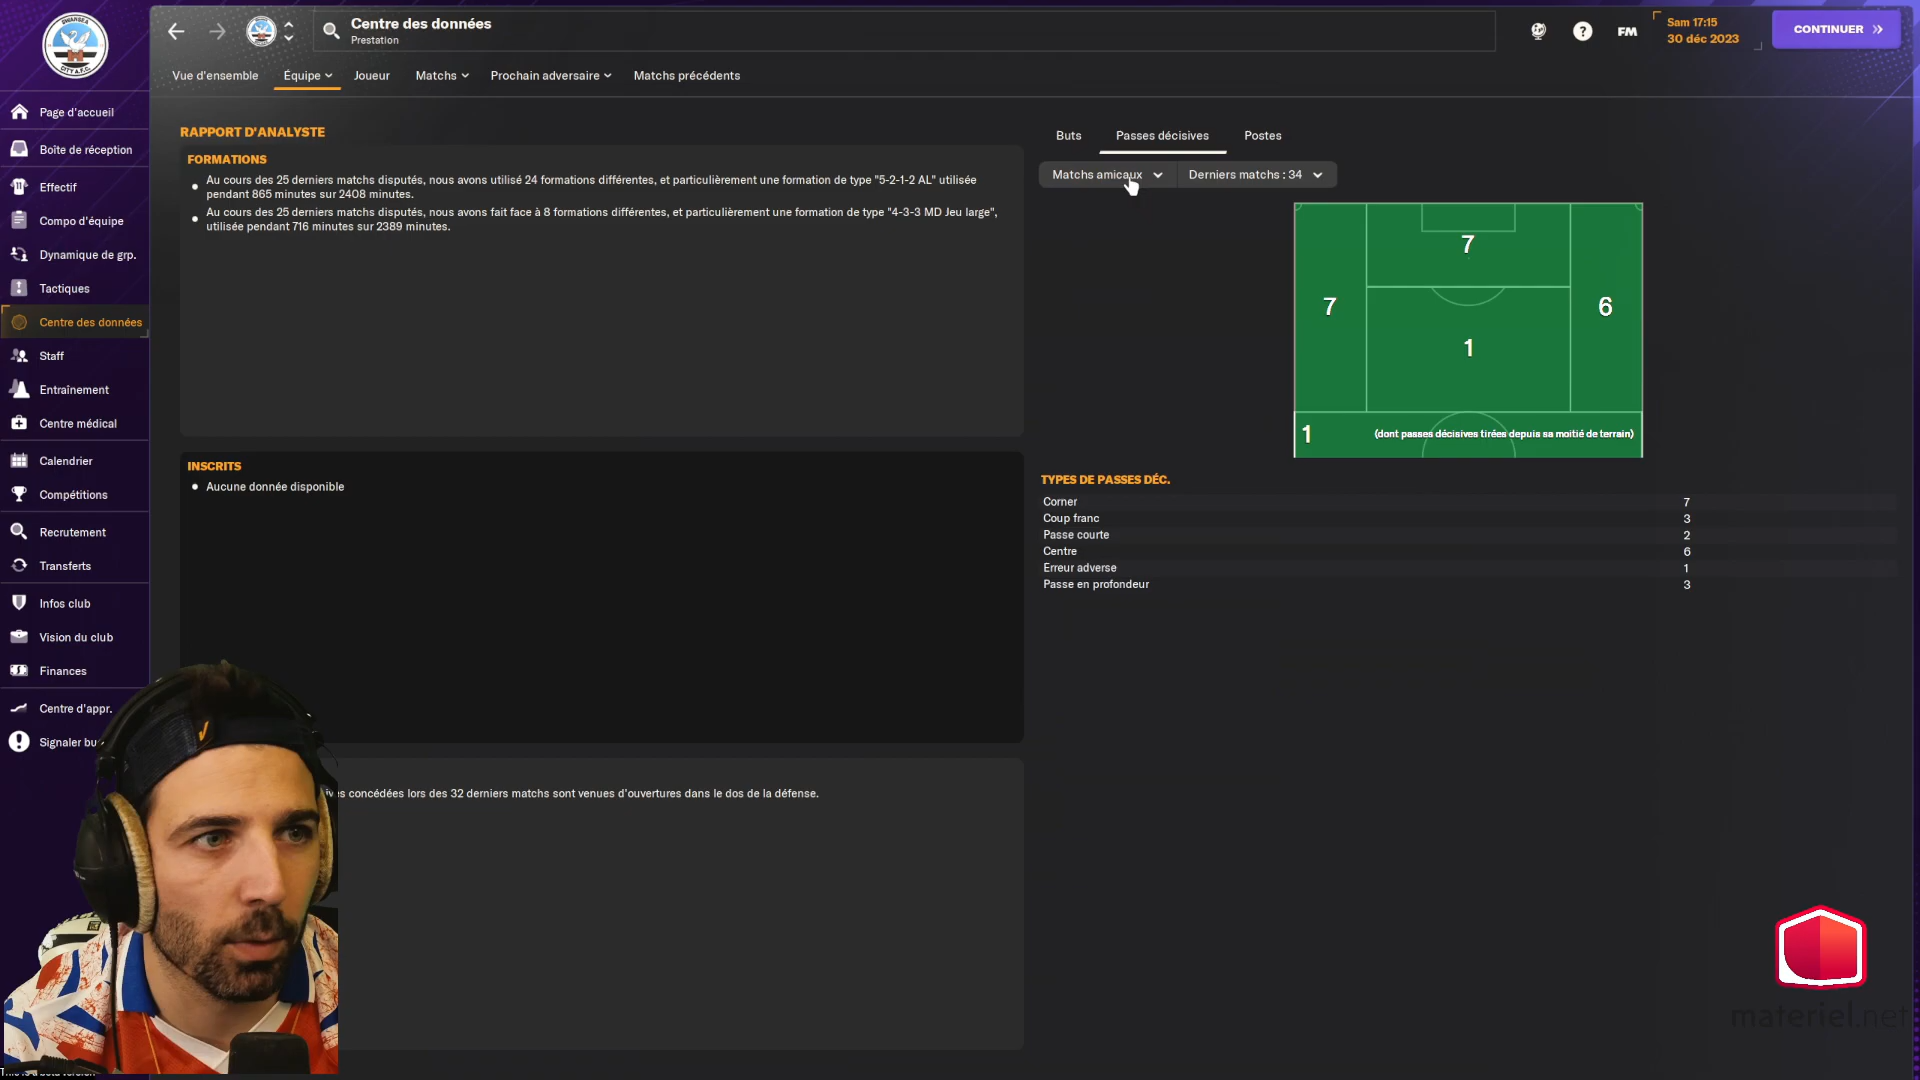 SWANSEA
CITY A.F.C.
Centre des données
Prestation
FM
Sam 17:15
30 déc 2023
CONTINUER
Vue d'ensemble
Équipe
Joueur
Matchs
Prochain adversaire
Matchs précédents
Page d'accueil
Boîte de réception
Effectif
Compo d'équipe
Dynamique de grp.
Tactiques
Centre des données
Staff
Entraînement
Centre médical
Calendrier
Compétitions
Recrutement
Transferts
Infos club
Vision du club
Finances
Centre d'appr.
Signaler bu
RAPPORT D'ANALYSTE
FORMATIONS
Au cours des 25 derniers matchs disputés, nous avons utilisé 24 formations différentes, et particulièrement une formation de type "5-2-1-2 AL" utilisée
pendant 865 minutes sur 2408 minutes.
Au cours des 25 derniers matchs disputés, nous avons fait face à 8 formations différentes, et particulièrement une formation de type "4-3-3 MD Jeu large",
utilisée pendant 716 minutes sur 2389 minutes.
INSCRITS
Aucune donnée disponible
ives concédées lors des 32 derniers matchs sont venues d'ouvertures dans le dos de la défense.
Buts
Passes décisives
Postes
Matchs amicaux
Derniers matchs : 34
7
7
6
1
1
(dont passes décisives tirées depuis sa moitié de terrain)
TYPES DE PASSES DÉC.
Corner 7
Coup franc 3
Passe courte 2
Centre 6
Erreur adverse 1
Passe en profondeur 3
materiel.net